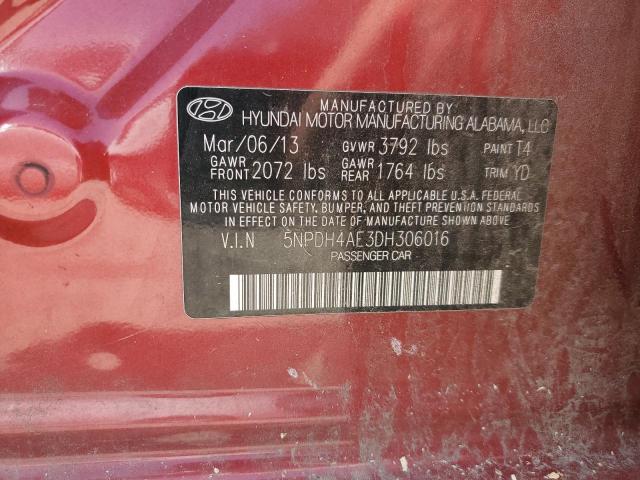 MANUFACTURED BY
HYUNDAI MOTOR MANUFACTURING ALABAMA, LLC
Mar/06/13 GVWR 3792 lbs PAINT T4
GAWR FRONT 2072 lbs GAWR REAR 1764 lbs TRIM YD
THIS VEHICLE CONFORMS TO ALL APPLICABLE U.S.A. FEDERAL
MOTOR VEHICLE SAFETY, BUMPER, AND THEFT PREVENTION STANDARDS
IN EFFECT ON THE DATE OF MANUFACTURE SHOWN ABOVE.
V.I.N 5NPDH4AE3DH306016
PASSENGER CAR